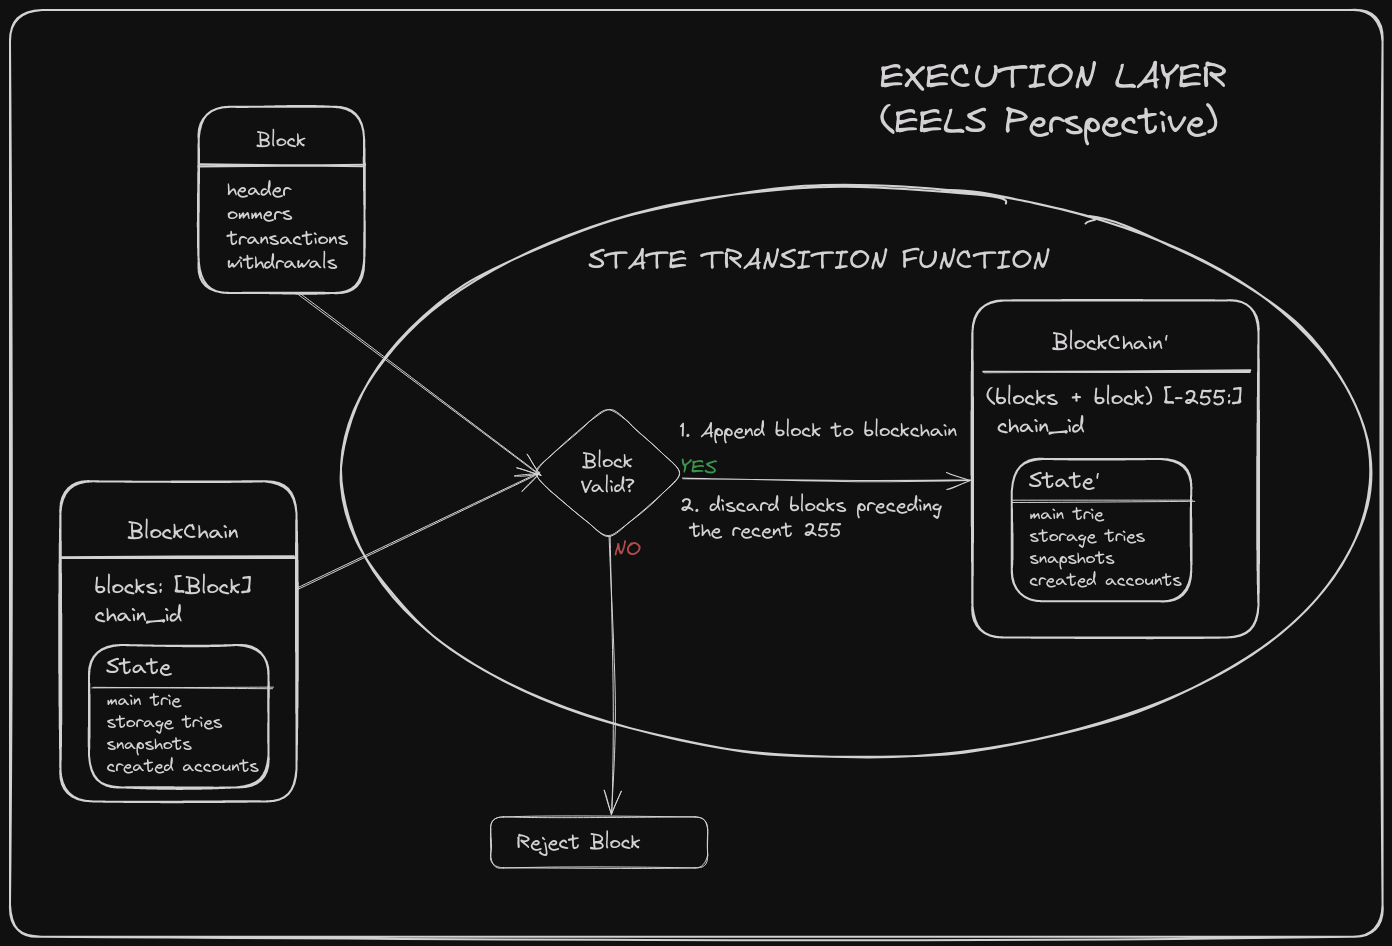 EXECUTION LAYER
(EELS Perspective)
Block
header
ommers
transactions
withdrawals
STATE TRANSITION FUNCTION
BlockChain
blocks: [Block]
chain_id
State
main trie
storage tries
snapshots
created accounts
Block
Valid?
YES
1. Append block to blockchain
2. discard blocks preceding
the recent 255
NO
Reject Block
BlockChain'
(blocks + block) [-255:]
chain_id
State'
main trie
storage tries
snapshots
created accounts